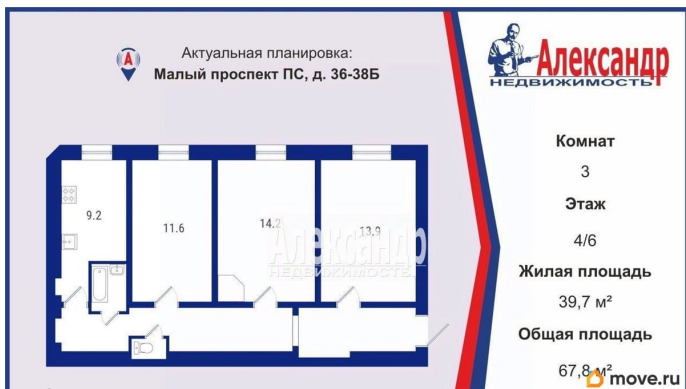 Актуальная планировка:
Малый проспект ПС, д. 36-38Б
Александр
НЕДВИЖИМОСТЬ
9.2
11.6
14.2
13.9
Александр
НЕДВИЖИМОСТЬ
Комнат
3
Этаж
4/6
Жилая площадь
39,7 м²
Общая площадь
67,8 м²
move.ru